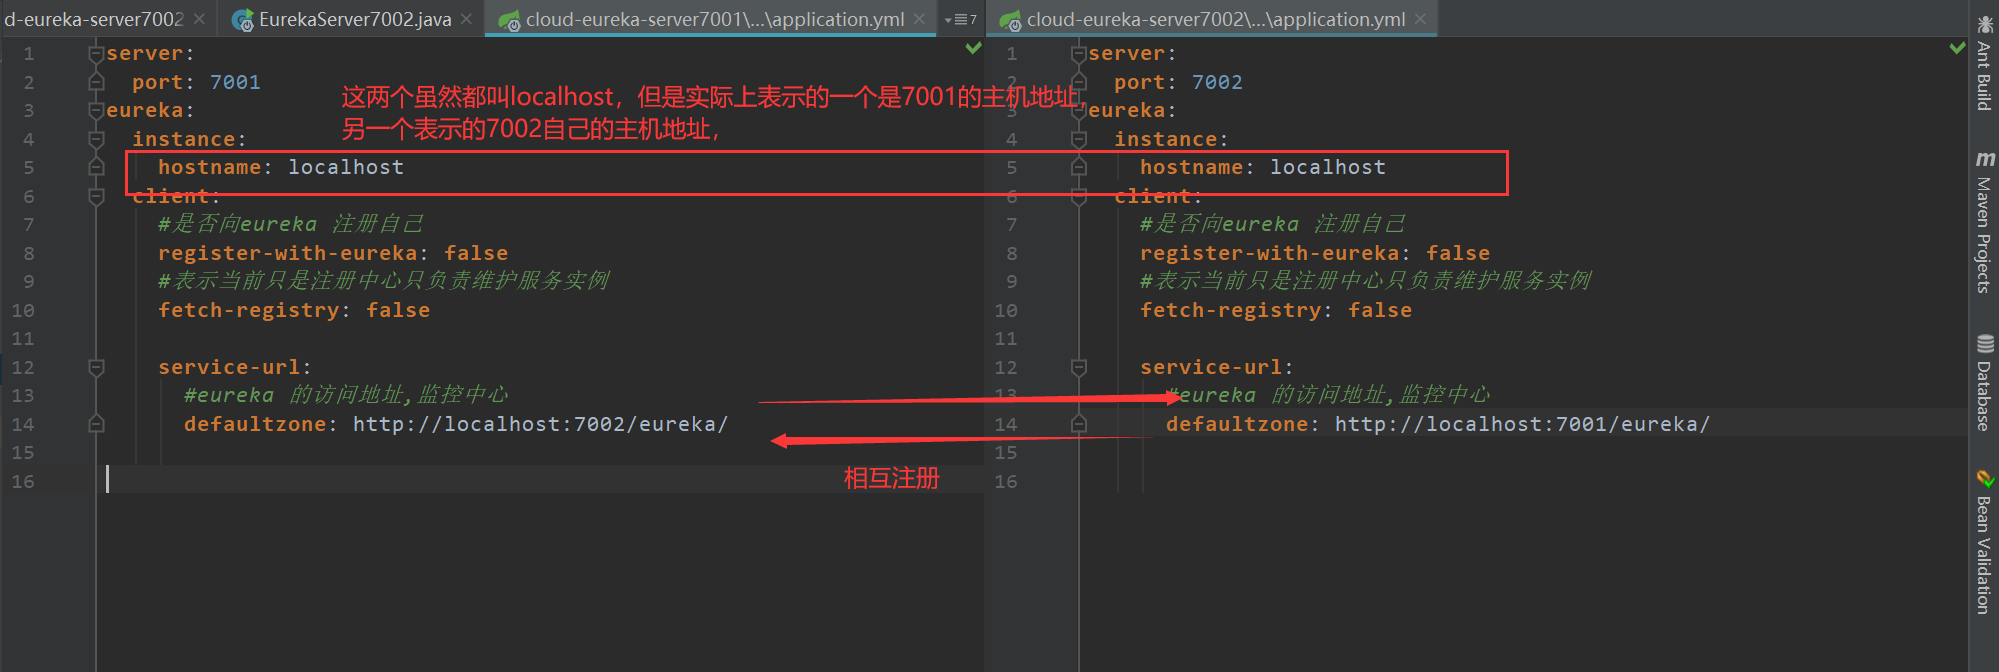 d-eureka-server7002
EurekaServer7002.java
cloud-eureka-server7001\...\application.yml
7
cloud-eureka-server7002\...\application.yml
1 server:
2 port: 7001
3 eureka:
4 instance:
5 hostname: localhost
6 client:
7 #是否向eureka 注册自己
8 register-with-eureka: false
9 #表示当前只是注册中心只负责维护服务实例
10 fetch-registry: false
11
12 service-url:
13 #eureka 的访问地址,监控中心
14 defaultzone: http://localhost:7002/eureka/
15
16
这两个虽然都叫localhost，但是实际上表示的一个是7001的主机地址，
另一个表示的7002自己的主机地址，
相互注册
1 server:
2 port: 7002
3 eureka:
4 instance:
5 hostname: localhost
6 client:
7 #是否向eureka 注册自己
8 register-with-eureka: false
9 #表示当前只是注册中心只负责维护服务实例
10 fetch-registry: false
11
12 service-url:
13 #eureka 的访问地址,监控中心
14 defaultzone: http://localhost:7001/eureka/
15
16
Ant Build
m Maven Projects
Database
Bean Validation